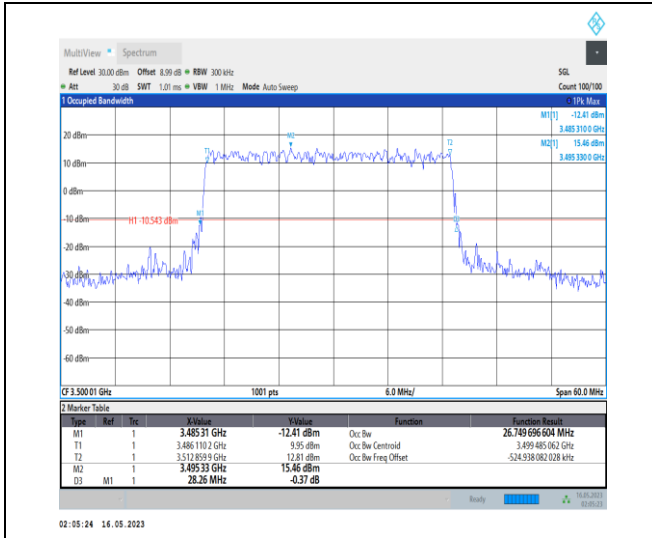 MultiView Spectrum
Ref Level 30.00 dBm Offset 8.99 dB RBW 300 kHz SGL
Att 30 dB SWT 1.01 ms VBW 1 MHz Mode Auto Sweep Count 100/100
1 Occupied Bandwidth 1Pk Max
M1[1] -12.41 dBm
3.485 310 0 GHz
M2[1] 15.46 dBm
3.495 330 0 GHz
20 dBm
M2
T1
T2
10 dBm
0 dBm
-10 dBm
M1
H1 -10.543 dBm
-30 dBm
-40 dBm
-50 dBm
-60 dBm
CF 3.500 01 GHz 1001 pts 6.0 MHz/ Span 60.0 MHz
2 Marker Table
Type Ref Trc X-Value Y-Value Function Function Result
M1 1 3.485 31 GHz -12.41 dBm Occ Bw 26.749 696 604 MHz
T1 1 3.486 110 2 GHz 9.95 dBm Occ Bw Centroid 3.499 485 062 GHz
T2 1 3.512 859 9 GHz 12.81 dBm Occ Bw Freq Offset -524.938 082 028 kHz
M2 1 3.495 33 GHz 15.46 dBm
D3 M1 1 28.26 MHz -0.37 dB
Ready 16.05.2023
02:05:23
02:05:24 16.05.2023